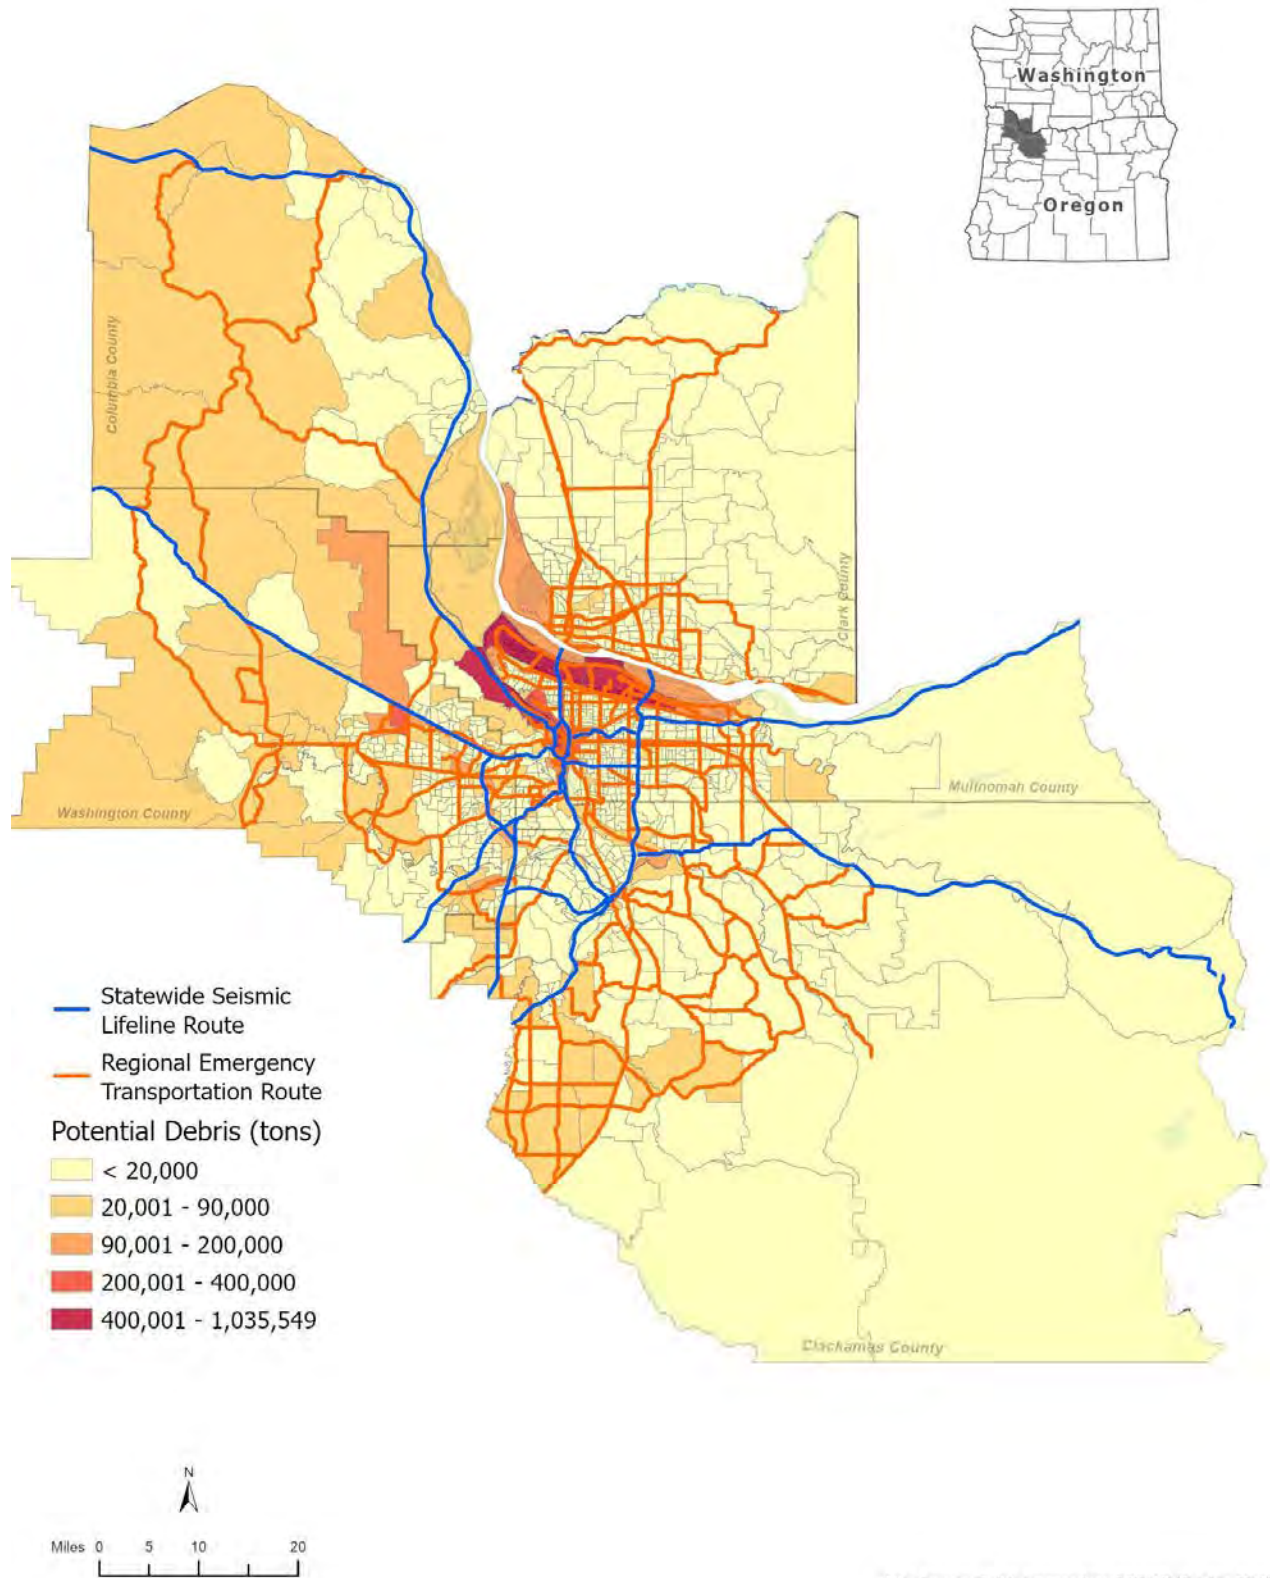 Washington
Oregon
Columbia County
Clark County
Multnomah County
Washington County
Statewide Seismic
Lifeline Route
Regional Emergency
Transportation Route
Potential Debris (tons)
< 20,000
20,001 - 90,000
90,001 - 200,000
200,001 - 400,000
400,001 - 1,035,549
Clackamas County
N
Miles 0 5 10 20